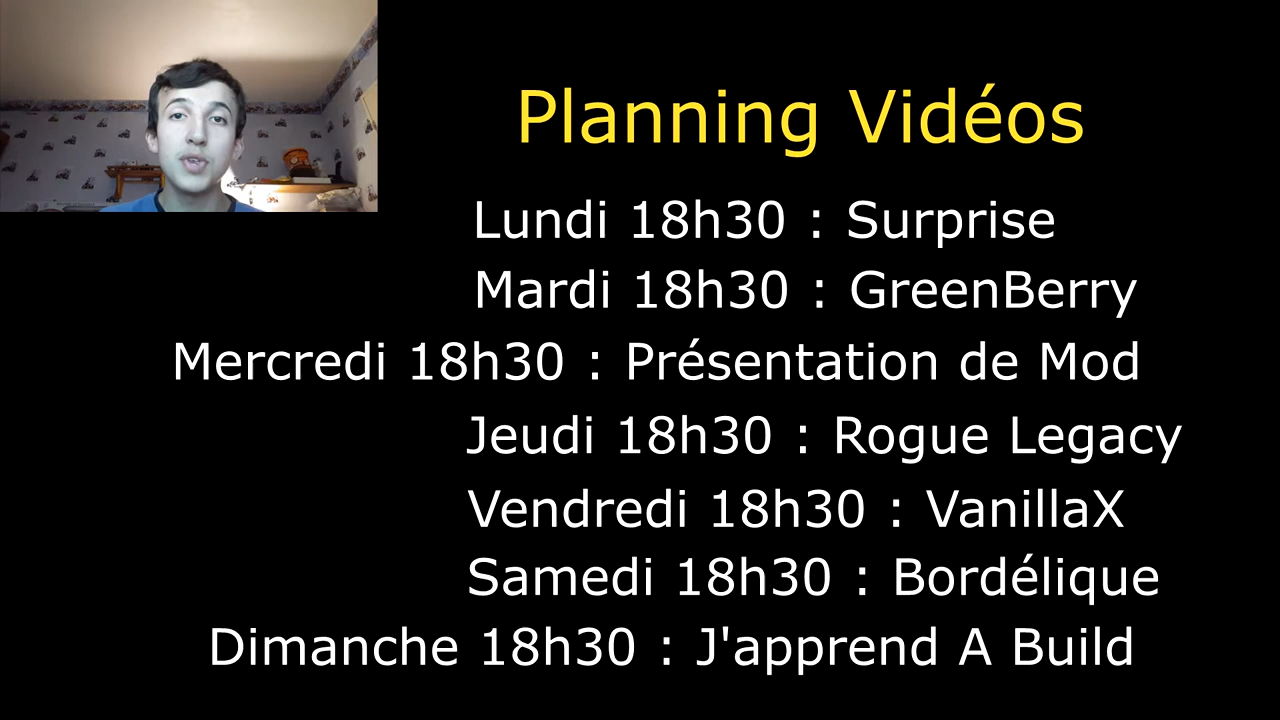 Planning Vidéos
Lundi 18h30 : Surprise
Mardi 18h30 : GreenBerry
Mercredi 18h30 : Présentation de Mod
Jeudi 18h30 : Rogue Legacy
Vendredi 18h30 : VanillaX
Samedi 18h30 : Bordélique
Dimanche 18h30 : J'apprend A Build